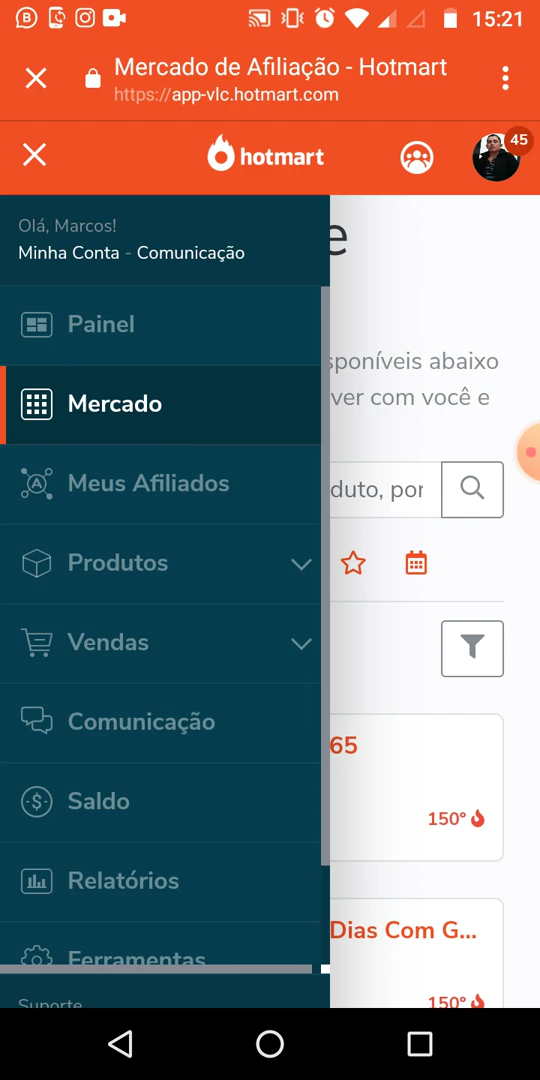 15:21
Mercado de Afiliação - Hotmart
https://app-vlc.hotmart.com
hotmart
45
Olá, Marcos!
Minha Conta - Comunicação
e
Painel
sponíveis abaixo
Mercado
ver com você e
Meus Afiliados
duto, por
Produtos
Vendas
Comunicação
65
Saldo
150°
Relatórios
Dias Com G...
Ferramentas
150°
Suporte